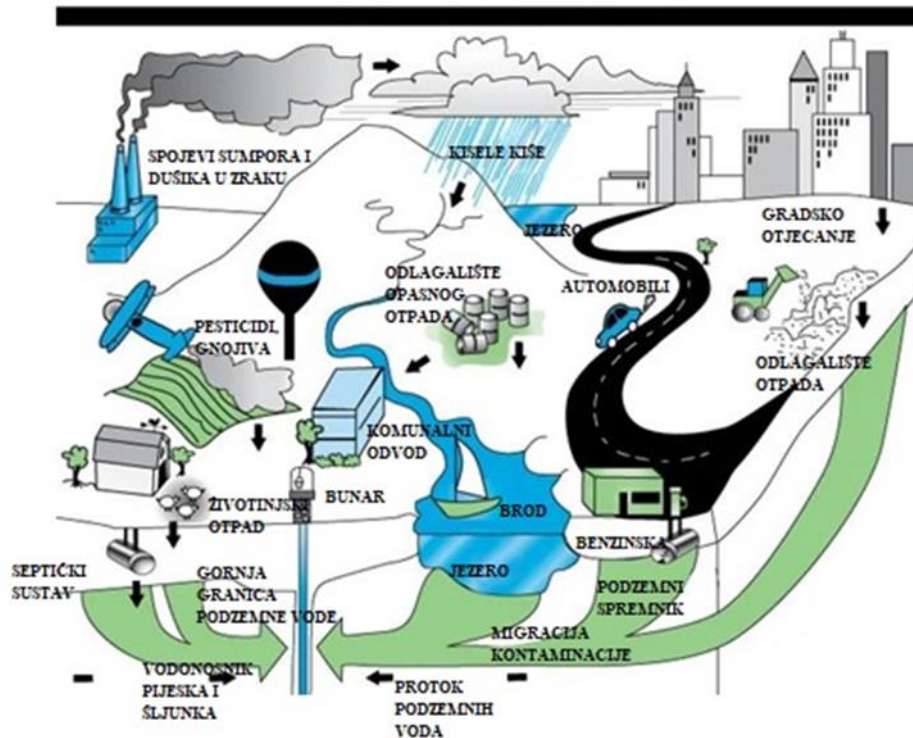 SPOJEVI SUMPORA I
DUŠIKA U ZRAKU
KISELE KIŠE
JEZERO
GRADSKO
OTJECANJE
ODLAGALIŠTE
OPASNOG
OTPADA
AUTOMOBILI
PESTICIDI,
GNOJIVA
ODLAGALIŠTE
OTPADA
KOMUNALNI
ODVOD
BUNAR
ŽIVOTINJSKI
OTPAD
BROD
BENZINSKA
SEPTIČKI
SUSTAV
GORNJA
GRANICA
PODZEMNE VODE
JEZERO
PODZEMNI
SPREMNIK
MIGRACIJA
KONTAMINACIJE
VODONOSNIK
PIJESKA I
ŠLJUNKA
PROTOK
PODZEMNIH
VODA